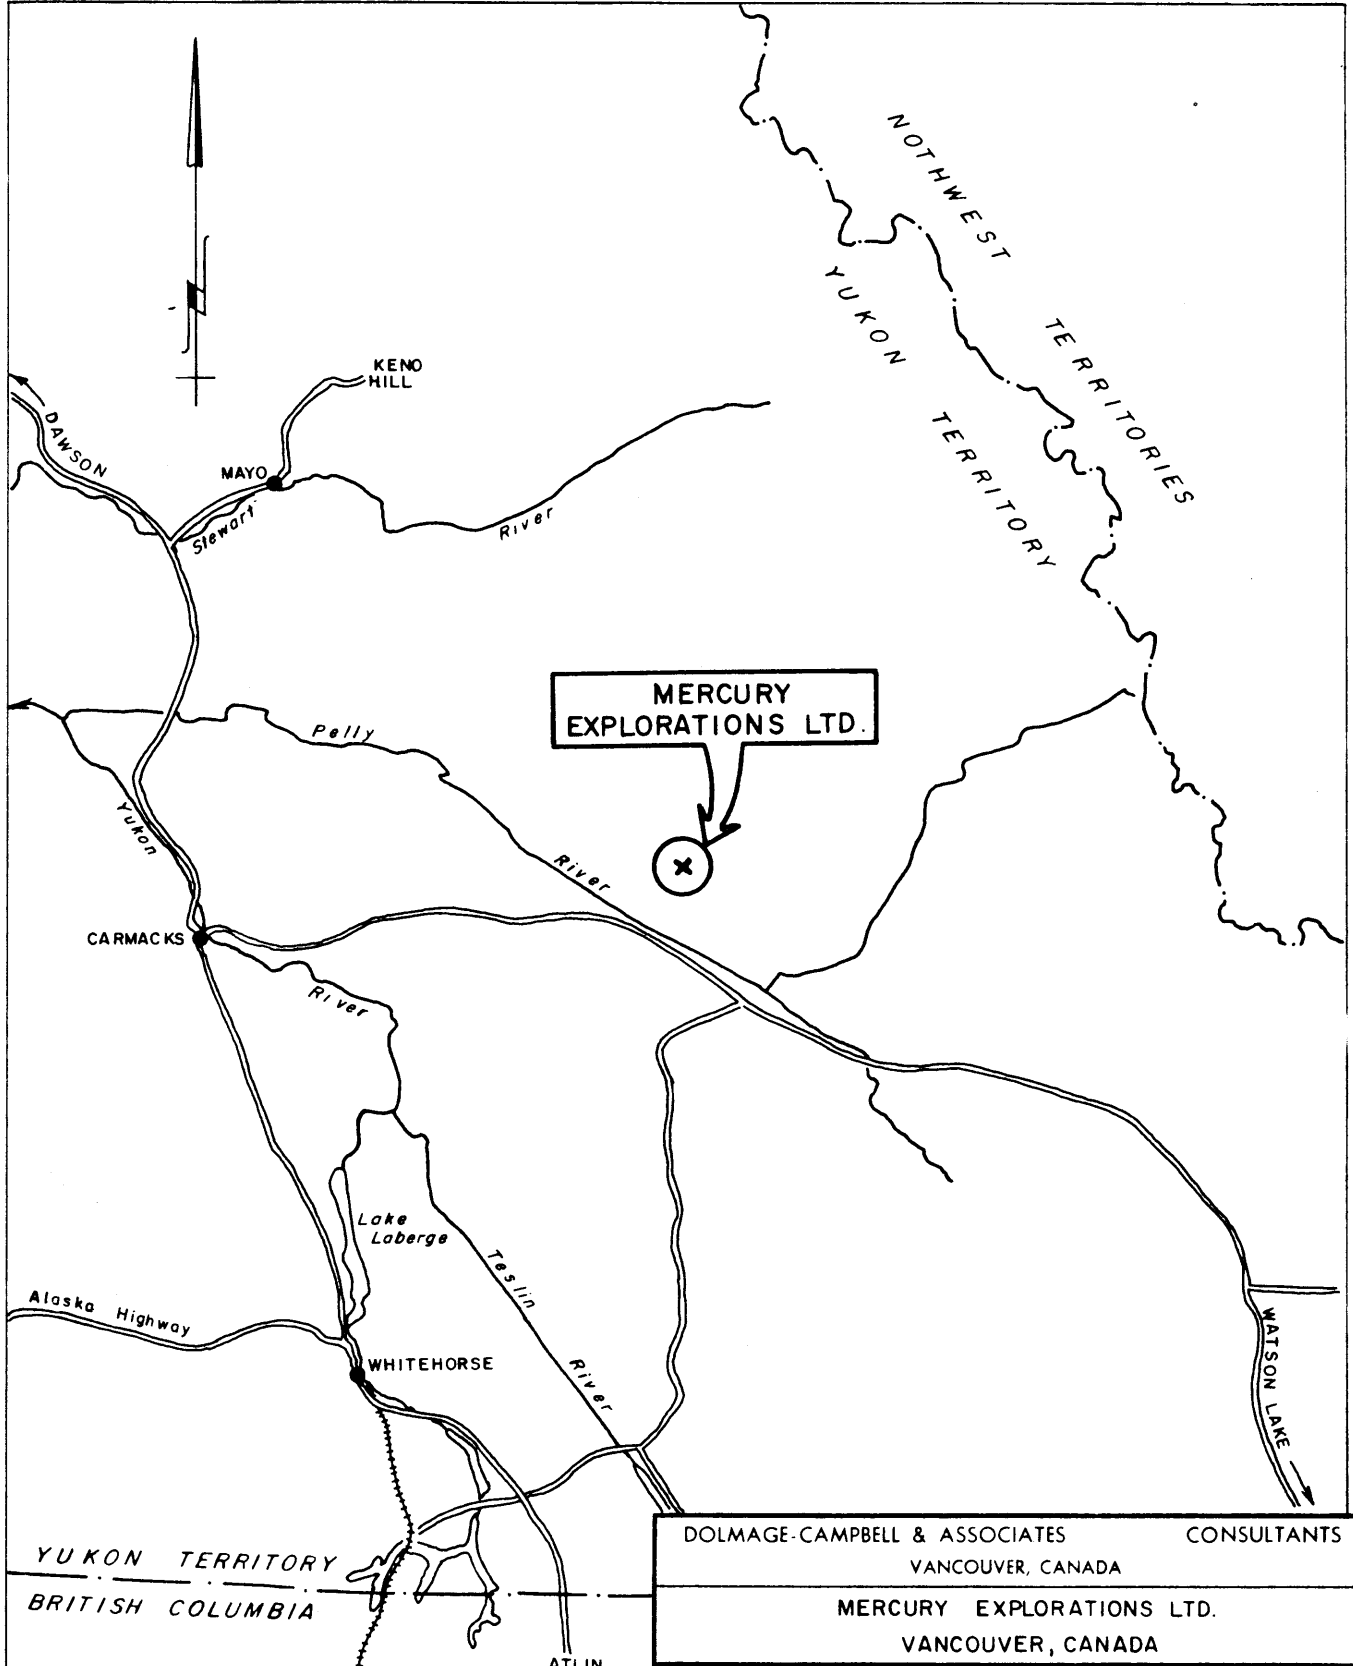 NOTHWEST
TERRITORIES
YUKON
TERRITORY
KENO
HILL
DAWSON
MAYO
Stewart
River
MERCURY
EXPLORATIONS LTD.
Pelly
River
Yukon
CARMACKS
River
Lake
Laberge
Teslin
River
Alaska Highway
WHITEHORSE
WATSON LAKE
YUKON TERRITORY
BRITISH COLUMBIA
ATLIN
DOLMAGE-CAMPBELL & ASSOCIATES CONSULTANTS
VANCOUVER, CANADA
MERCURY EXPLORATIONS LTD.
VANCOUVER, CANADA